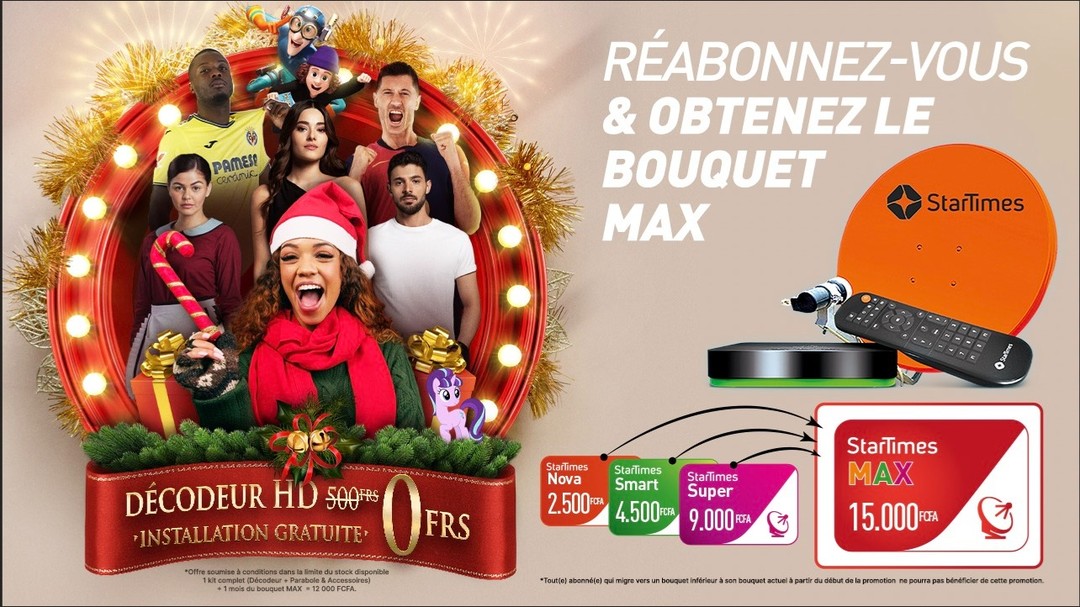 RÉABONNEZ-VOUS
& OBTENEZ LE
BOUQUET
MAX
StarTimes
StarTimes
PAMESA
cerámica
DÉCODEUR HD 500FRS 0FRS
·INSTALLATION GRATUITE·
*Offre soumise à conditions dans la limite du stock disponible
1 kit complet (Décodeur + Parabole & Accessoires)
+ 1 mois du bouquet MAX = 12 000 FCFA.
StarTimes
Nova
2.500FCFA
StarTimes
Smart
4.500FCFA
StarTimes
Super
9.000FCFA
StarTimes
MAX
15.000FCFA
*Tout(e) abonné(e) qui migre vers un bouquet inférieur à son bouquet actuel à partir du début de la promotion ne pourra pas bénéficier de cette promotion.